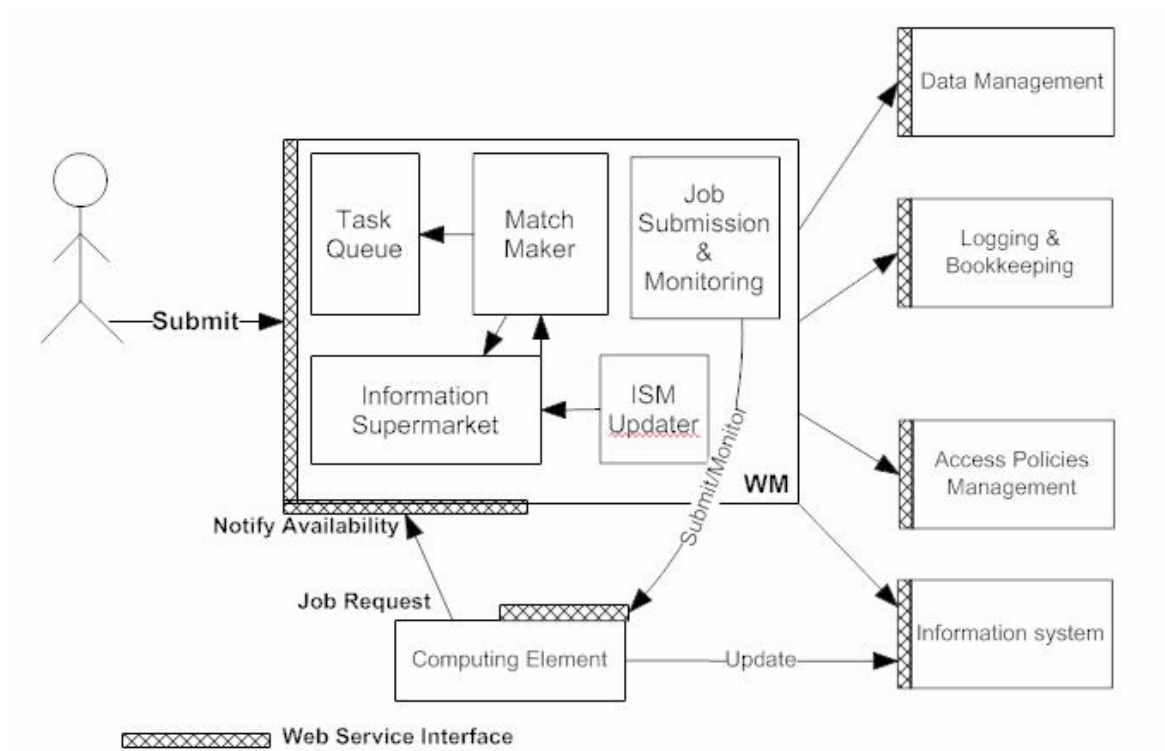 Data Management
Task
Queue
Match
Maker
Job
Submission
&
Monitoring
Logging &
Bookkeeping
Submit
Information
Supermarket
ISM
Updater
Submit/Monitor
WM
Access Policies
Management
Notify Availability
Job Request
Computing Element
Update
Information system
Web Service Interface